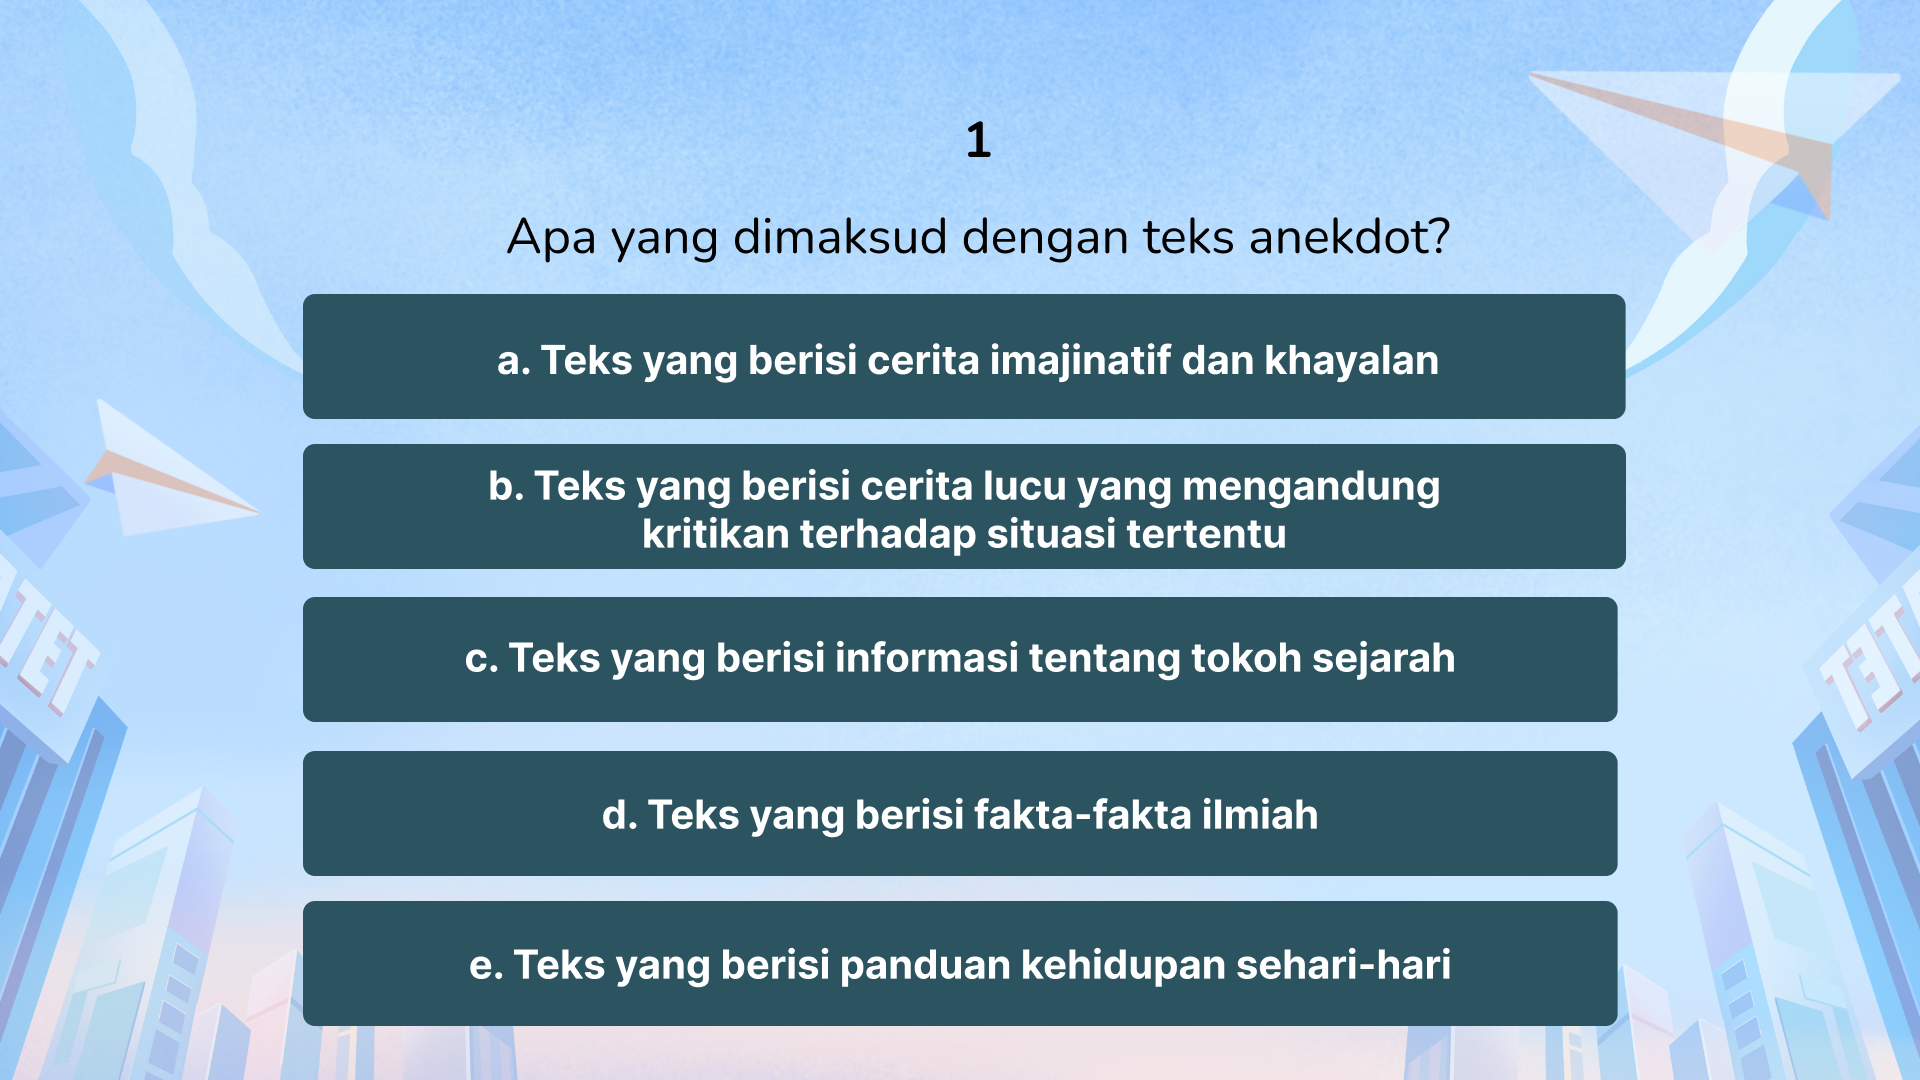 1
Apa yang dimaksud dengan teks anekdot?
a. Teks yang berisi cerita imajinatif dan khayalan
b. Teks yang berisi cerita lucu yang mengandung
kritikan terhadap situasi tertentu
c. Teks yang berisi informasi tentang tokoh sejarah
d. Teks yang berisi fakta-fakta ilmiah
e. Teks yang berisi panduan kehidupan sehari-hari